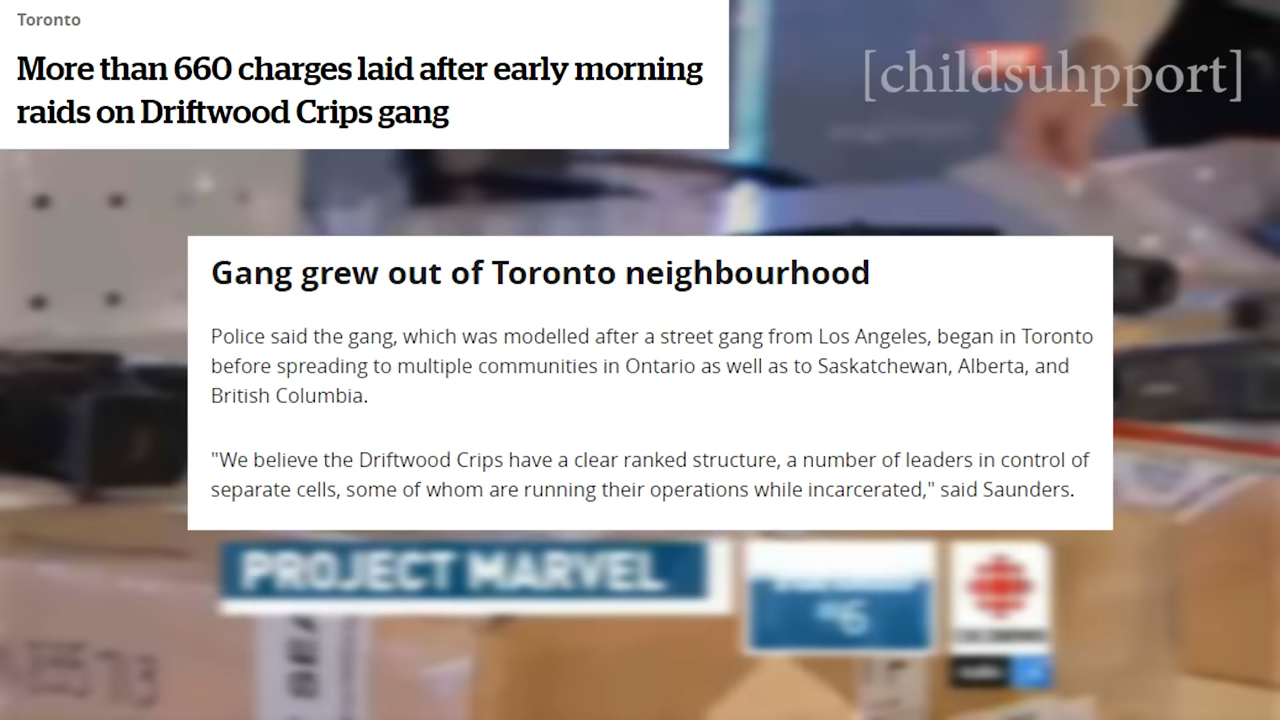 Toronto
[childsuhpport]
More than 660 charges laid after early morning
raids on Driftwood Crips gang
Gang grew out of Toronto neighbourhood
Police said the gang, which was modelled after a street gang from Los Angeles, began in Toronto
before spreading to multiple communities in Ontario as well as to Saskatchewan, Alberta, and
British Columbia.
"We believe the Driftwood Crips have a clear ranked structure, a number of leaders in control of
separate cells, some of whom are running their operations while incarcerated," said Saunders.
PROJECT MARVEL